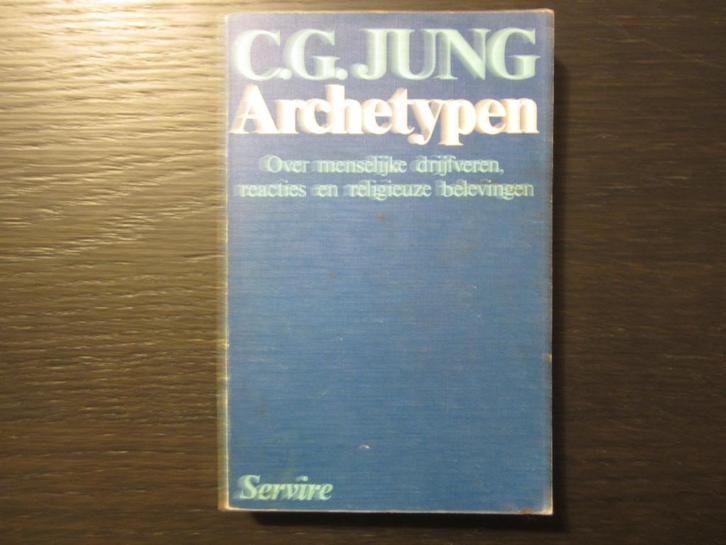 C.G. JUNG
Archetypen
Over menselijke drijfveren,
reacties en religieuze belevingen
Servire